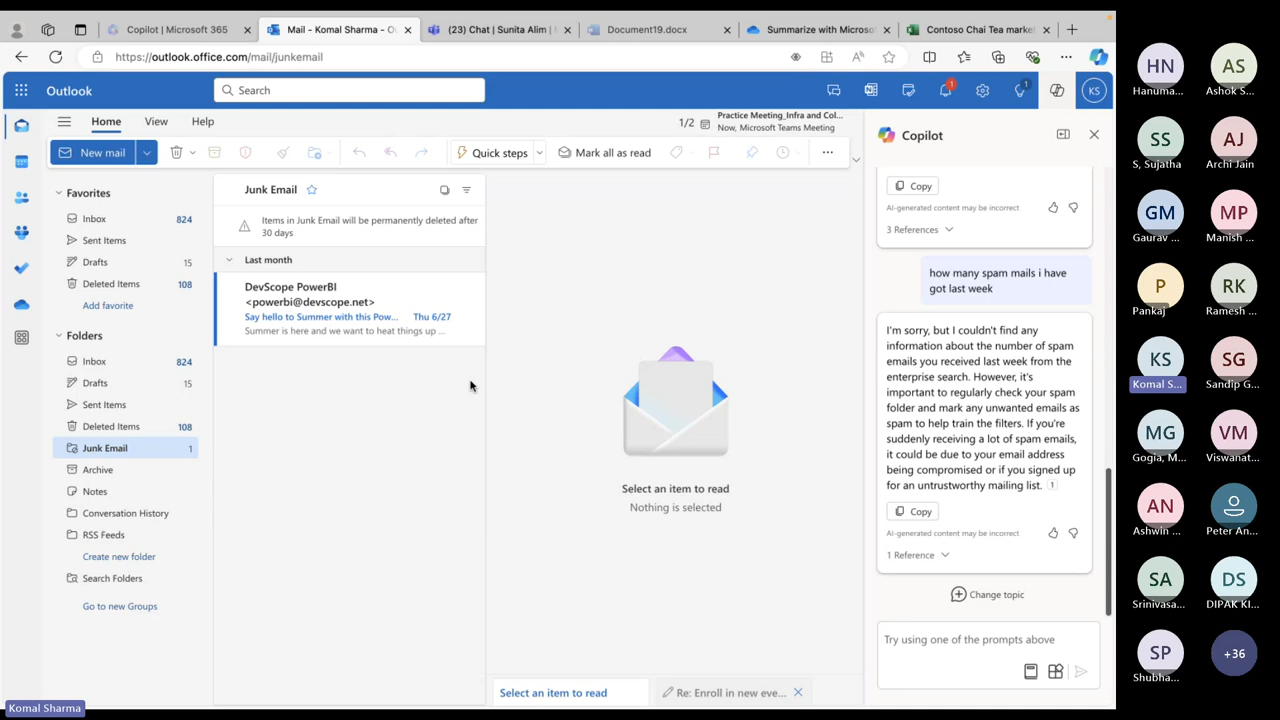 Copilot | Microsoft 365
Mail - Komal Sharma - O
(23) Chat | Sunita Alim |
Document19.docx
Summarize with Microso
Contoso Chai Tea market
https://outlook.office.com/mail/junkemail
Outlook
Search
1
1
KS
Home
View
Help
1/2
Practice Meeting_Infra and Col...
Now, Microsoft Teams Meeting
New mail
Quick steps
Mark all as read
Favorites
Inbox 824
Sent Items
Drafts 15
Deleted Items 108
Add favorite
Folders
Inbox 824
Drafts 15
Sent Items
Deleted Items 108
Junk Email 1
Archive
Notes
Conversation History
RSS Feeds
Create new folder
Search Folders
Go to new Groups
Junk Email
Items in Junk Email will be permanently deleted after
30 days
Last month
DevScope PowerBI
<powerbi@devscope.net>
Say hello to Summer with this Pow... Thu 6/27
Summer is here and we want to heat things up ...
Select an item to read
Nothing is selected
Select an item to read
Re: Enroll in new eve...
Copilot
Copy
AI-generated content may be incorrect
3 References
how many spam mails i have
got last week
I'm sorry, but I couldn't find any
information about the number of spam
emails you received last week from the
enterprise search. However, it's
important to regularly check your spam
folder and mark any unwanted emails as
spam to help train the filters. If you're
suddenly receiving a lot of spam emails,
it could be due to your email address
being compromised or if you signed up
for an untrustworthy mailing list. 1
Copy
AI-generated content may be incorrect
1 Reference
Change topic
Try using one of the prompts above
HN
Hanuma...
AS
Ashok S...
SS
S, Sujatha
AJ
Archi Jain
GM
Gaurav ...
MP
Manish ...
P
Pankaj
RK
Ramesh ...
KS
Komal S...
SG
Sandip G...
MG
Gogia, M...
VM
Viswanat...
AN
Ashwin ...
Peter An...
SA
Srinivasa...
DS
DIPAK KI...
SP
Shubha...
+36
Komal Sharma